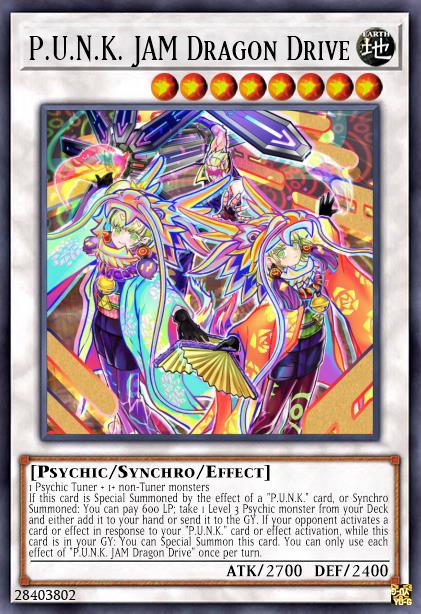 P.U.N.K. JAM Dragon Drive
EARTH
地
[Psychic/Synchro/Effect]
1 Psychic Tuner + 1+ non-Tuner monsters
If this card is Special Summoned by the effect of a "P.U.N.K." card, or Synchro
Summoned: You can pay 600 LP; take 1 Level 3 Psychic monster from your Deck
and either add it to your hand or send it to the GY. If your opponent activates a
card or effect in response to your "P.U.N.K." card or effect activation, while this
card is in your GY: You can Special Summon this card. You can only use each
effect of "P.U.N.K. JAM Dragon Drive" once per turn.
ATK/2700 DEF/2400
28403802